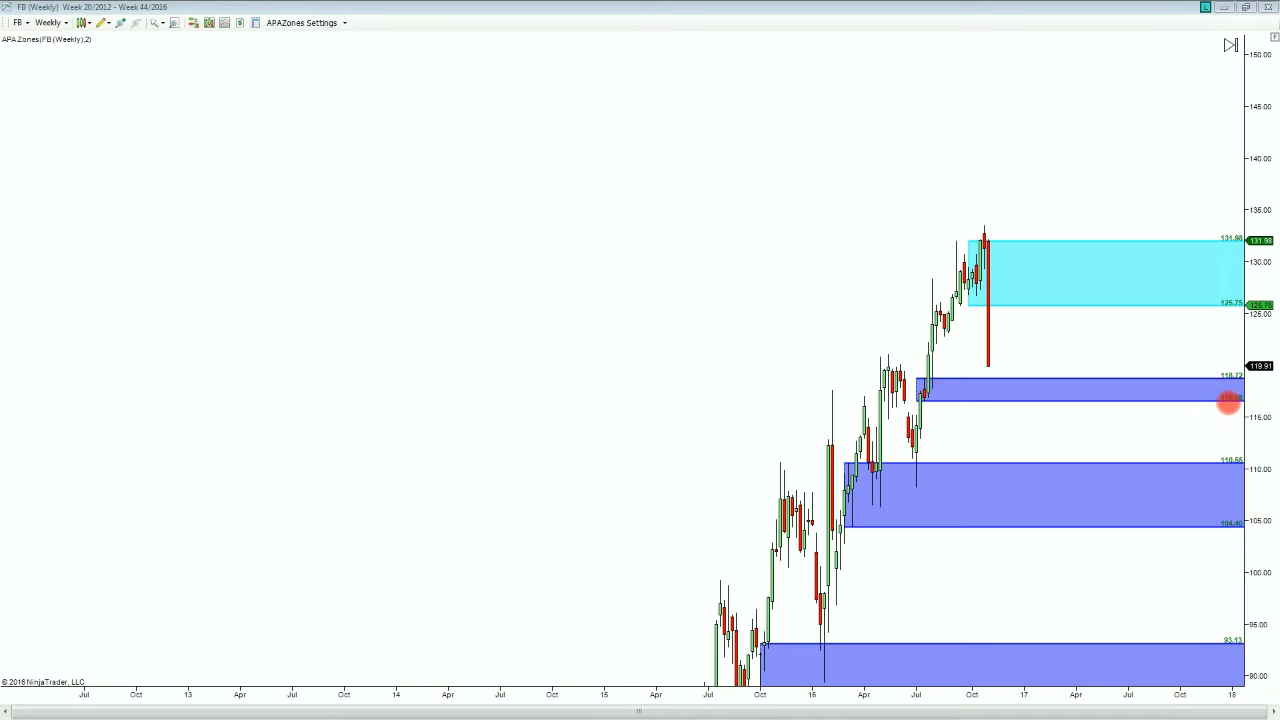 FB (Weekly)  Week 20/2012 - Week 44/2016
FB Weekly APAZones Settings
APAZones(FB (Weekly),2)
L
F
150.00
145.00
140.00
135.00
131.98 131.98
130.00
125.75
125.00
119.91
118.72
115.00
110.55
110.00
105.00
104.40
100.00
95.00
93.13
90.00
© 2016 NinjaTrader, LLC
Jul Oct 13 Apr Jul Oct 14 Apr Jul Oct 15 Apr Jul Oct 16 Apr Jul Oct 17 Apr Jul Oct 18